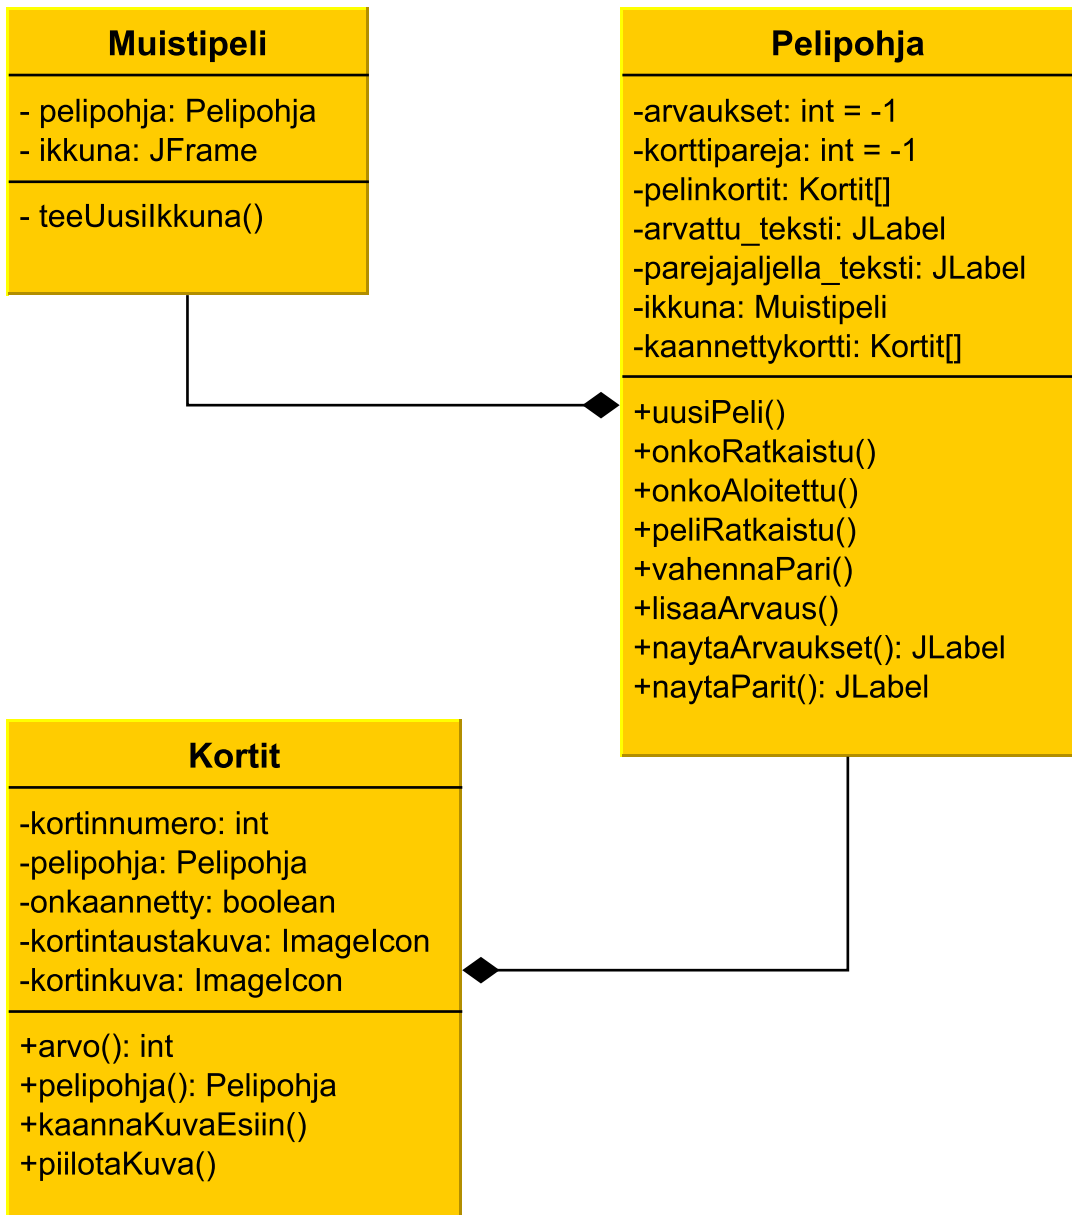 Muistipeli
- pelipohja: Pelipohja
- ikkuna: JFrame
- teeUusiIkkuna()
Pelipohja
-arvaukset: int = -1
-korttipareja: int = -1
-pelinkortit: Kortit[]
-arvattu_teksti: JLabel
-parejajaljella_teksti: JLabel
-ikkuna: Muistipeli
-kaannettykortti: Kortit[]
+uusiPeli()
+onkoRatkaistu()
+onkoAloitettu()
+peliRatkaistu()
+vahennaPari()
+lisaaArvaus()
+naytaArvaukset(): JLabel
+naytaParit(): JLabel
Kortit
-kortinnumero: int
-pelipohja: Pelipohja
-onkaannetty: boolean
-kortintaustakuva: ImageIcon
-kortinkuva: ImageIcon
+arvo(): int
+pelipohja(): Pelipohja
+kaannaKuvaEsiin()
+piilotaKuva()